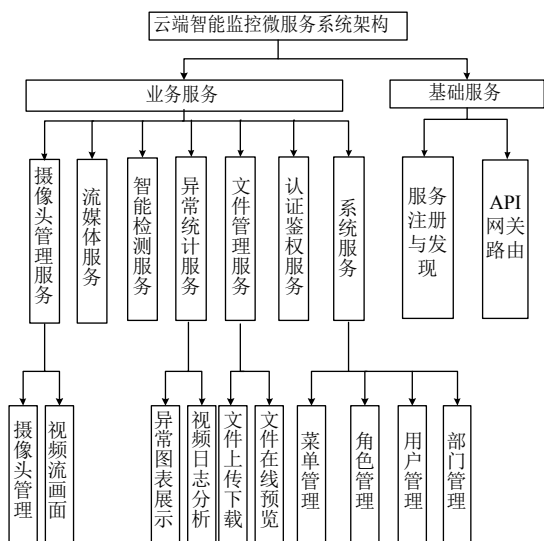 云端智能监控微服务系统架构
业务服务
基础服务
摄像头管理服务
流媒体服务
智能检测服务
异常统计服务
文件管理服务
认证鉴权服务
系统服务
服务
注册
与发
现
API
网关
路由
摄像头管理
视频流画面
异常图表展示
视频日志分析
文件上传下载
文件在线预览
菜单管理
角色管理
用户管理
部门管理